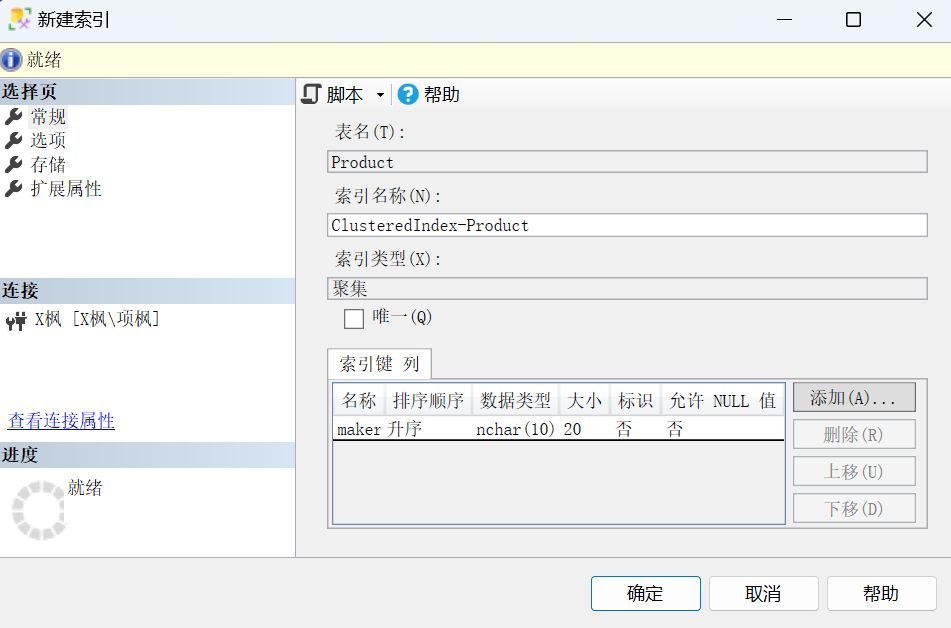 新建索引
就绪
选择页
常规
选项
存储
扩展属性
连接
X枫 [X枫\项枫]
查看连接属性
进度
就绪
脚本 帮助
表名(T):
Product
索引名称(N):
ClusteredIndex-Product
索引类型(X):
聚集
唯一(Q)
索引键 列
名称 排序顺序 数据类型 大小 标识 允许 NULL 值
maker 升序 nchar(10) 20 否 否
添加(A)...
删除(R)
上移(U)
下移(D)
确定 取消 帮助